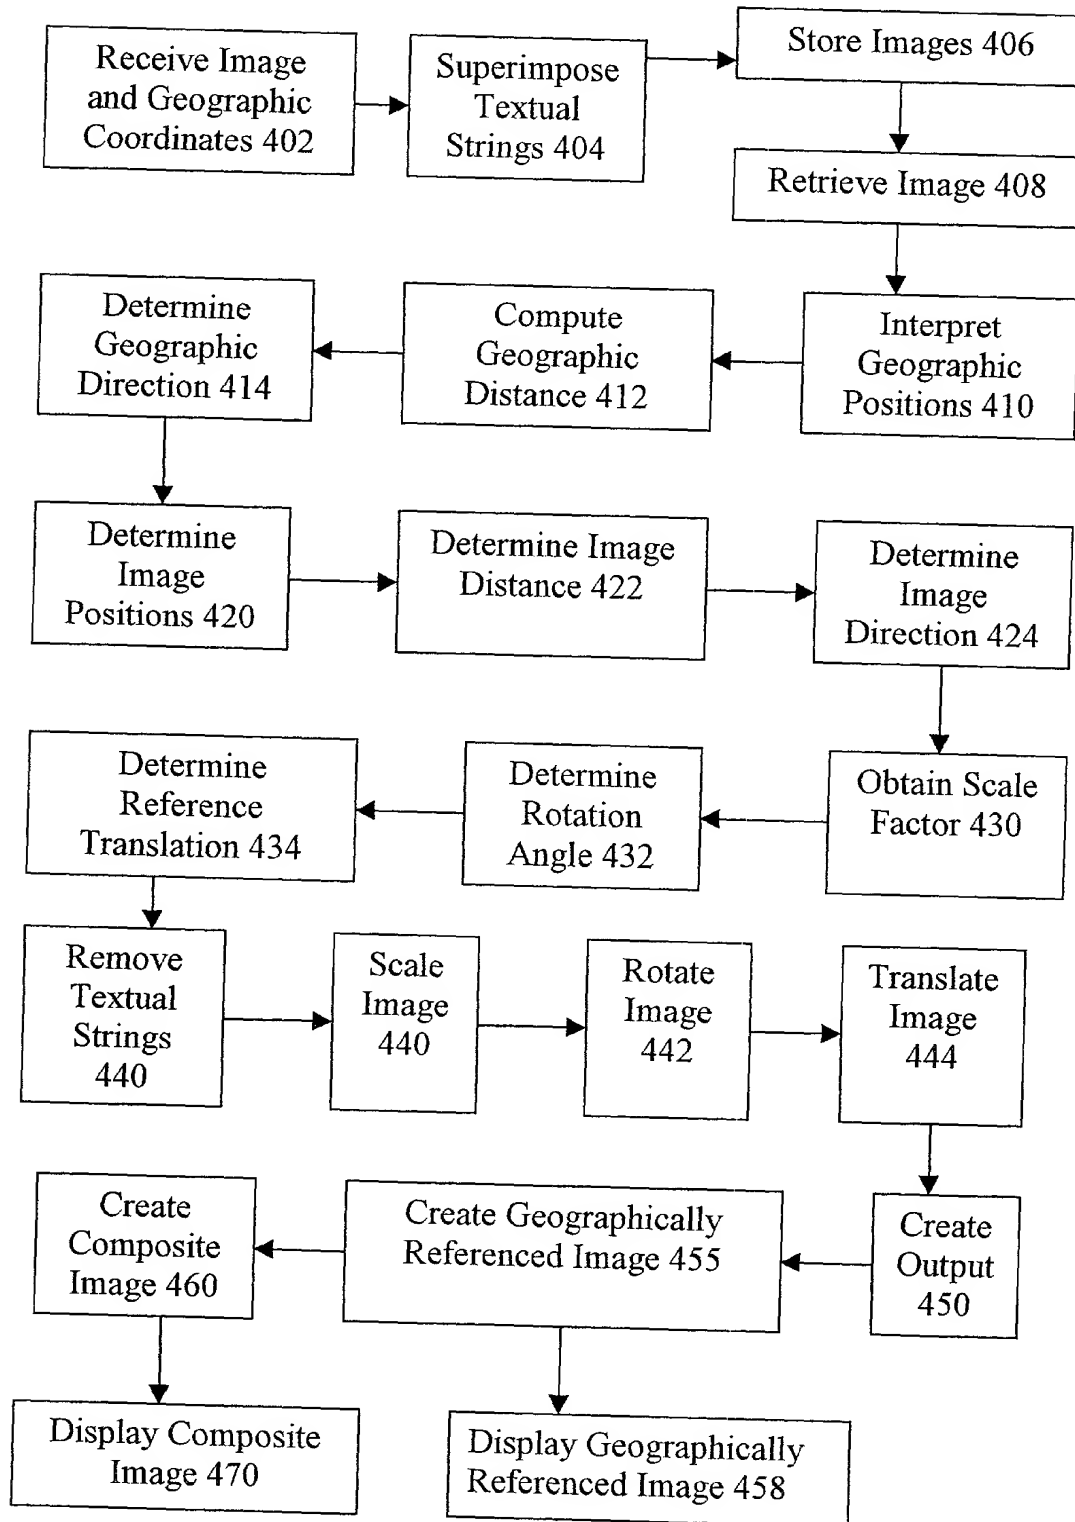 Receive Image
and Geographic
Coordinates 402
Superimpose
Textual
Strings 404
Store Images 406
Retrieve Image 408
Interpret
Geographic
Positions 410
Compute
Geographic
Distance 412
Determine
Geographic
Direction 414
Determine
Image
Positions 420
Determine Image
Distance 422
Determine
Image
Direction 424
Obtain Scale
Factor 430
Determine
Rotation
Angle 432
Determine
Reference
Translation 434
Remove
Textual
Strings
440
Scale
Image
440
Rotate
Image
442
Translate
Image
444
Create
Output
450
Create Geographically
Referenced Image 455
Create
Composite
Image 460
Display Composite
Image 470
Display Geographically
Referenced Image 458